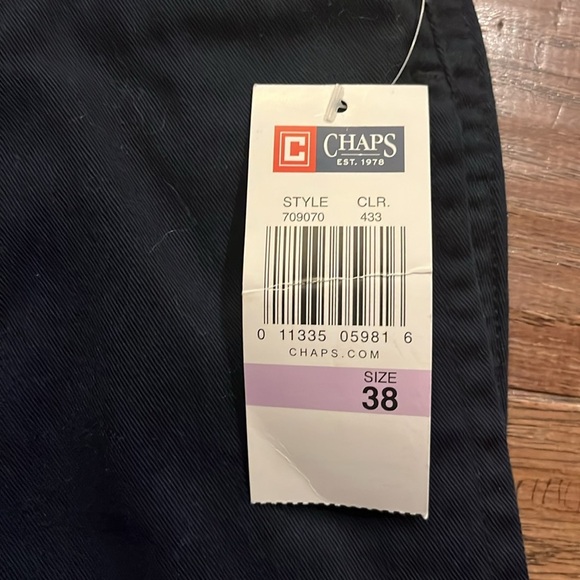 C CHAPS
EST. 1978
STYLE CLR.
709070 433
0 11335 05981 6
CHAPS.COM
SIZE
38